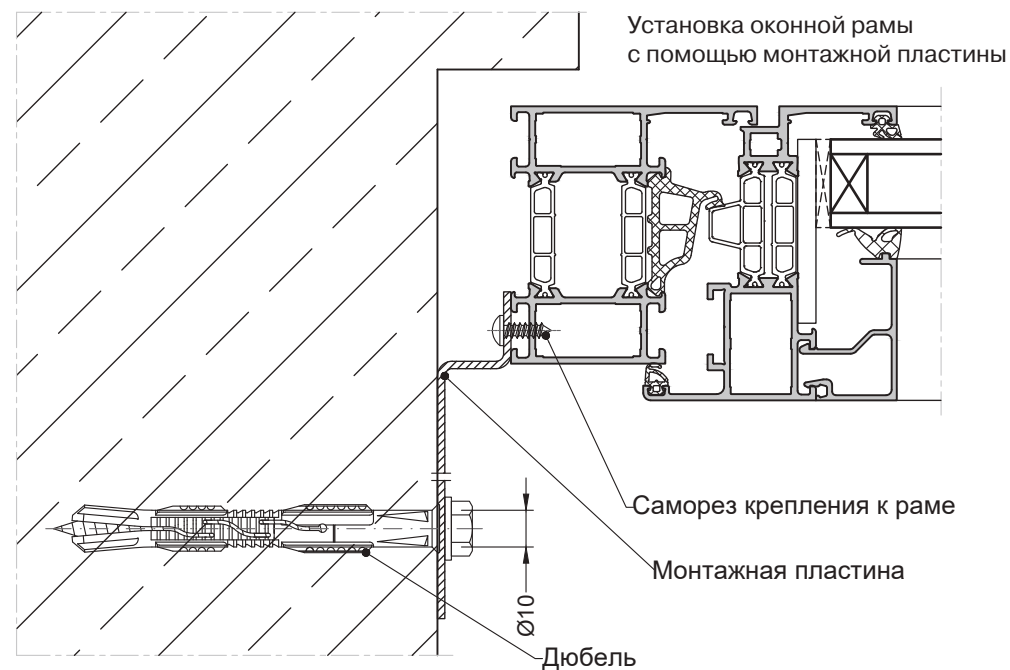 Установка оконной рамы
с помощью монтажной пластины
Саморез крепления к раме
Монтажная пластина
Ø10
Дюбель